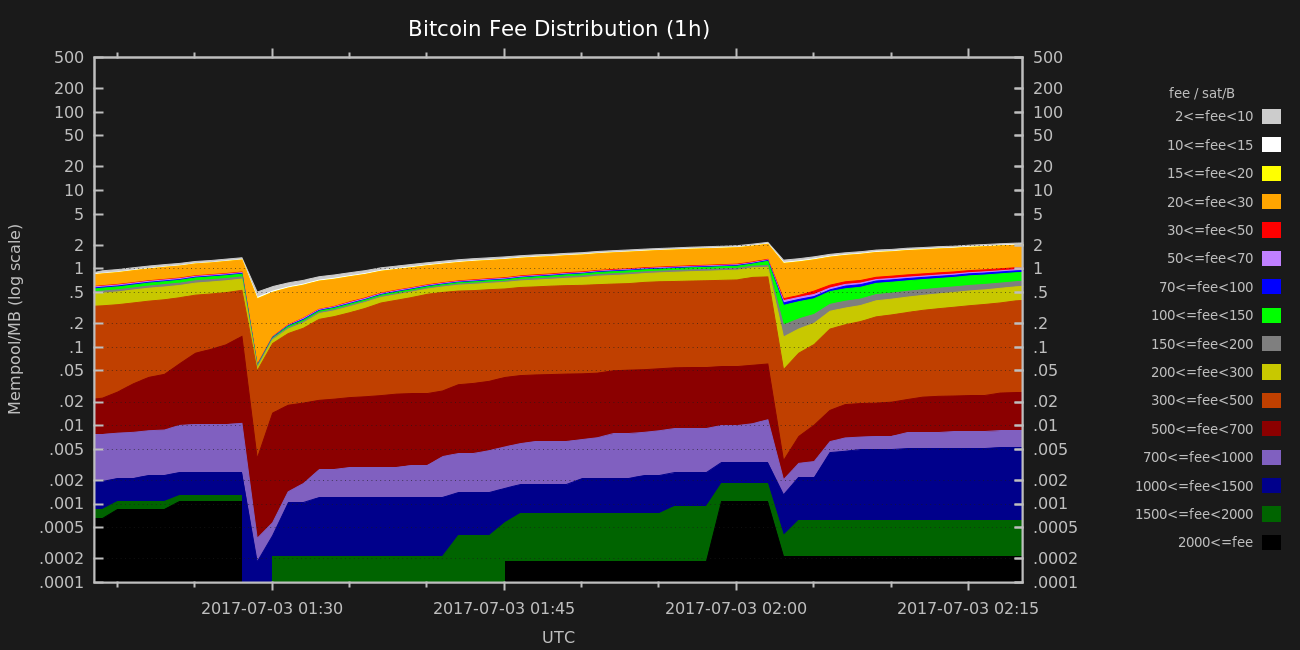 Bitcoin Fee Distribution (1h)
500 500
200 200
100 100
50 50
20 20
10 10
5 5
2 2
1 1
.5 .5
.2 .2
.1 .1
.05 .05
.02 .02
.01 .01
.005 .005
.002 .002
.001 .001
.0005 .0005
.0002 .0002
.0001 .0001
Mempool/MB (log scale)
2017-07-03 01:30 2017-07-03 01:45 2017-07-03 02:00 2017-07-03 02:15
UTC
fee / sat/B
2<=fee<10
10<=fee<15
15<=fee<20
20<=fee<30
30<=fee<50
50<=fee<70
70<=fee<100
100<=fee<150
150<=fee<200
200<=fee<300
300<=fee<500
500<=fee<700
700<=fee<1000
1000<=fee<1500
1500<=fee<2000
2000<=fee